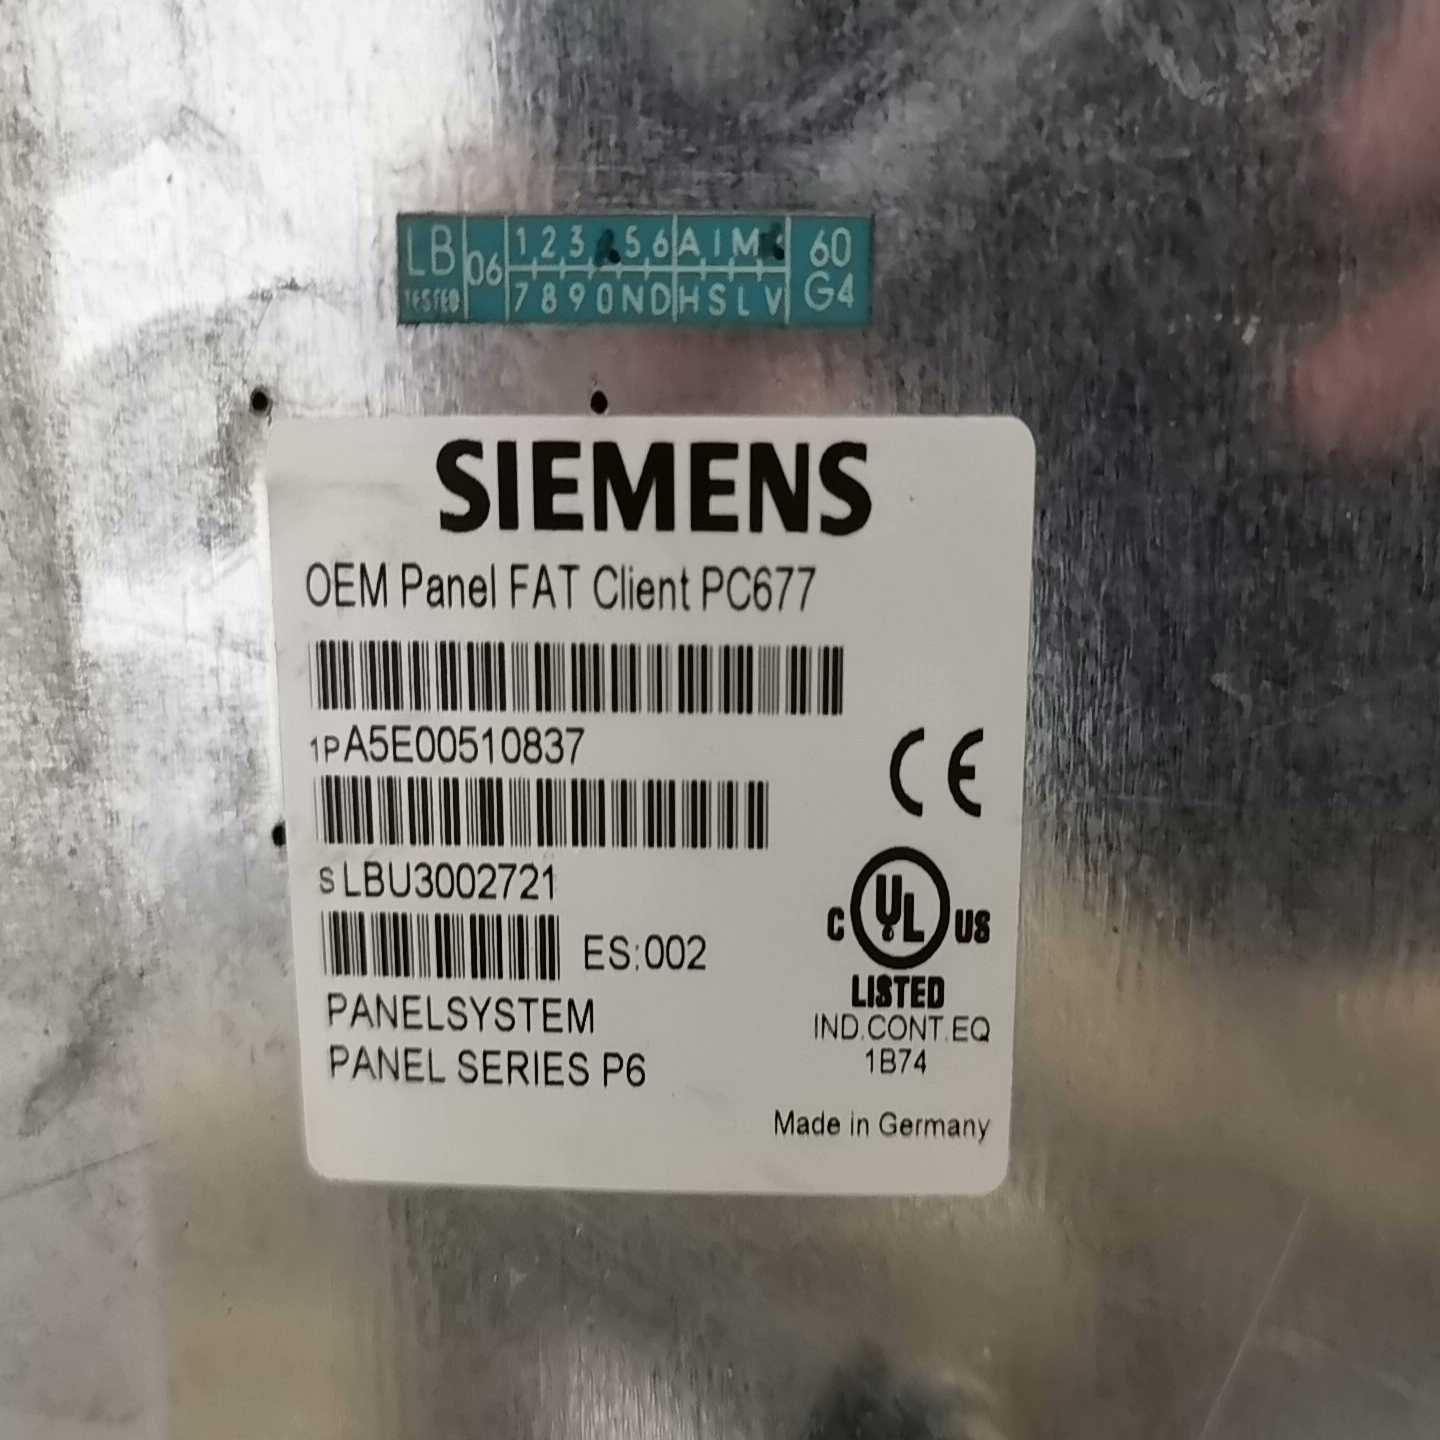 LB 06 1 2 3 5 6 A I M 60
TESTED 7 8 9 0 N D H S L V G4
SIEMENS
OEM Panel FAT Client PC677
1P A5E00510837
S LBU3002721
ES:002
PANELSYSTEM
PANEL SERIES P6
CE
C UL US
LISTED
IND.CONT.EQ
1B74
Made in Germany